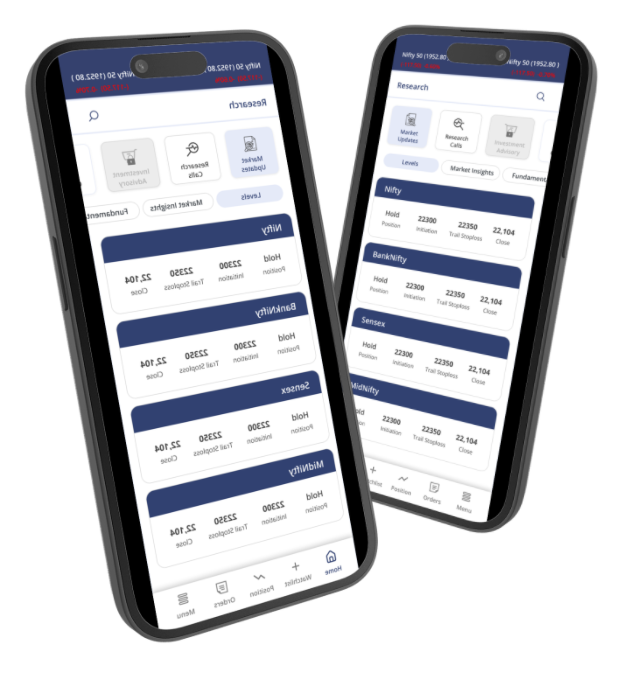 Nifty 50 (1952.80 )
Nifty 50 (1952.80 )
Research
Market
Updates
Research
Calls
Investment
Advisory
Levels
Market Insights
Fundament
Nifty
Hold
22300
22350
22,104
Position
Initiation
Trail Stoploss
Close
BankNifty
Hold
22300
22350
22,104
Position
Initiation
Trail Stoploss
Close
Sensex
Hold
22300
22350
22,104
Position
Initiation
Trail Stoploss
Close
MidNifty
Hold
22300
22350
22,104
Position
Initiation
Trail Stoploss
Close
Home
Watchlist
Position
Orders
Menu
Nifty 50 (1952.80
Nifty 50 (1952.80 )
Research
Market
Updates
Research
Calls
Investment
Advisory
Levels
Market Insights
Fundament
Nifty
Hold
22300
22350
22,104
Position
Initiation
Trail Stoploss
Close
BankNifty
Hold
22300
22350
22,104
Position
Initiation
Trail Stoploss
Close
Sensex
Hold
22300
22350
22,104
Position
Initiation
Trail Stoploss
Close
MidNifty
22300
22350
22,104
Initiation
Trail Stoploss
Close
Position
Orders
Menu